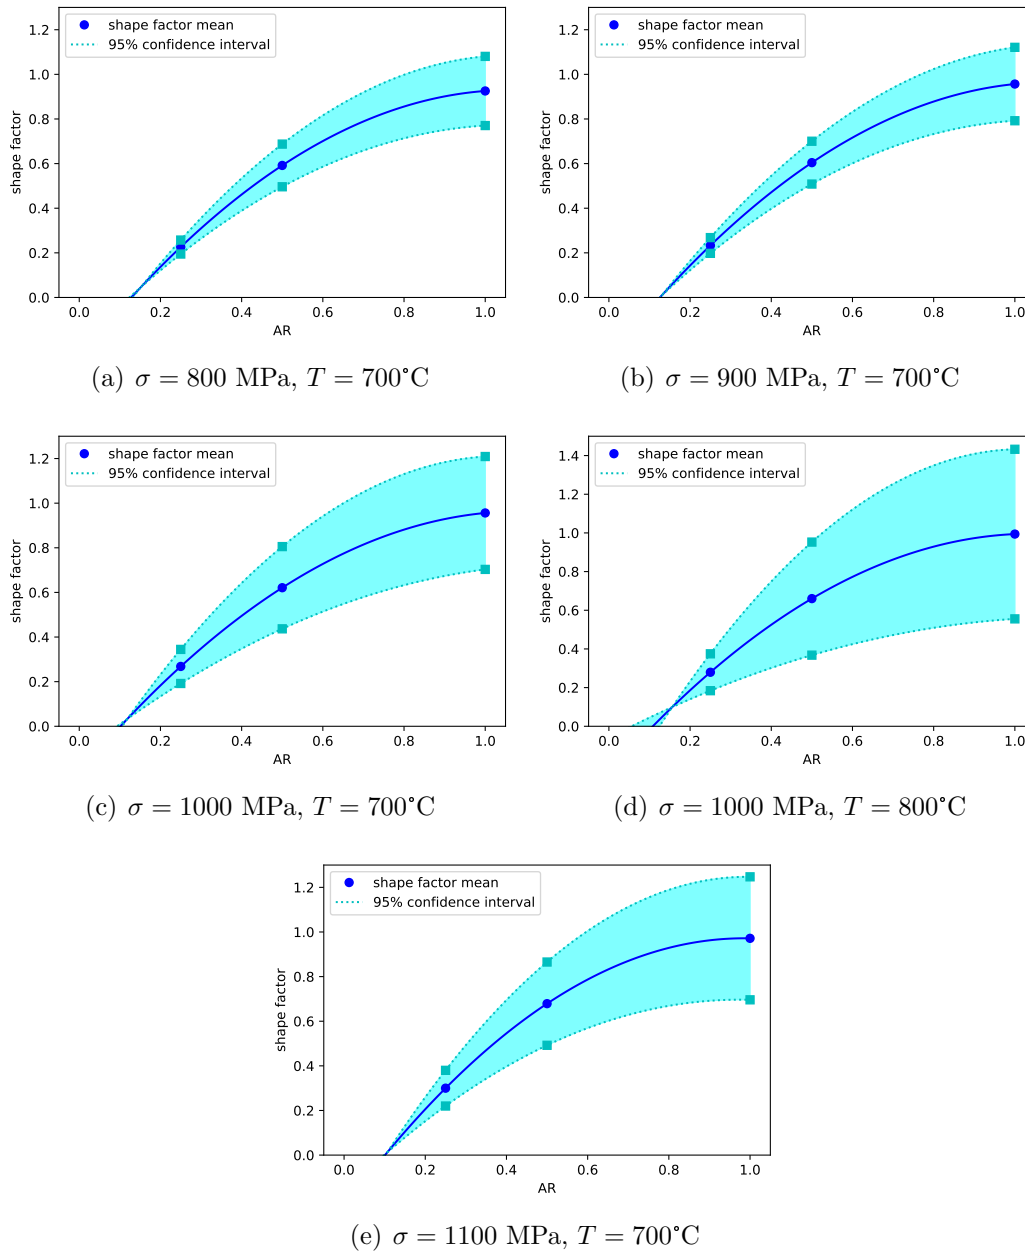 shape factor mean
95% confidence interval
1.2
1.0
0.8
0.6
0.4
0.2
0.0
shape factor
0.0 0.2 0.4 0.6 0.8 1.0
AR
(a) σ = 800 MPa, T = 700°C
shape factor mean
95% confidence interval
1.2
1.0
0.8
0.6
0.4
0.2
0.0
shape factor
0.0 0.2 0.4 0.6 0.8 1.0
AR
(b) σ = 900 MPa, T = 700°C
shape factor mean
95% confidence interval
1.2
1.0
0.8
0.6
0.4
0.2
0.0
shape factor
0.0 0.2 0.4 0.6 0.8 1.0
AR
(c) σ = 1000 MPa, T = 700°C
shape factor mean
95% confidence interval
1.4
1.2
1.0
0.8
0.6
0.4
0.2
0.0
shape factor
0.0 0.2 0.4 0.6 0.8 1.0
AR
(d) σ = 1000 MPa, T = 800°C
shape factor mean
95% confidence interval
1.2
1.0
0.8
0.6
0.4
0.2
0.0
shape factor
0.0 0.2 0.4 0.6 0.8 1.0
AR
(e) σ = 1100 MPa, T = 700°C